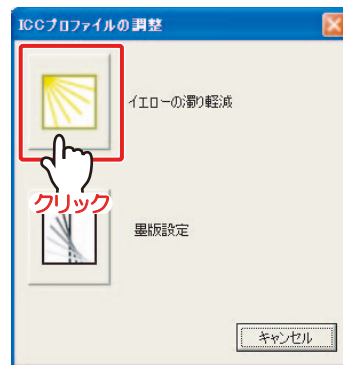 ICCプロファイルの調整
イエローの濁り軽減
クリック
墨版設定
キャンセル